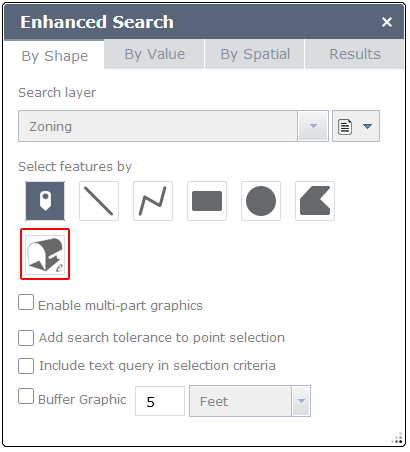 Enhanced Search ×
By Shape By Value By Spatial Results
Search layer
Zoning
Select features by
e
Enable multi-part graphics
Add search tolerance to point selection
Include text query in selection criteria
Buffer Graphic 5 Feet